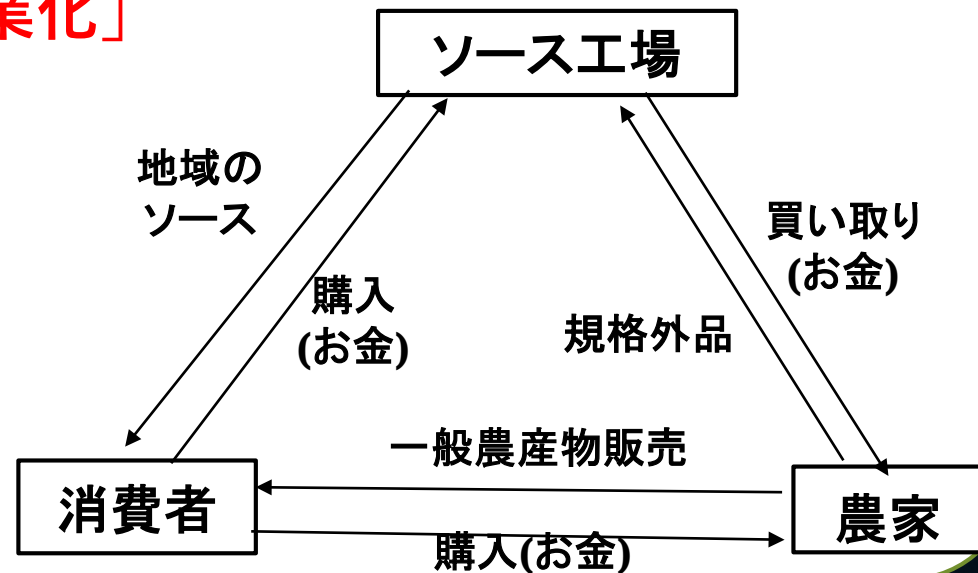 業化」
ソース工場
地域の
ソース
買い取り
(お金)
購入
(お金)
規格外品
一般農産物販売
消費者
農家
購入(お金)